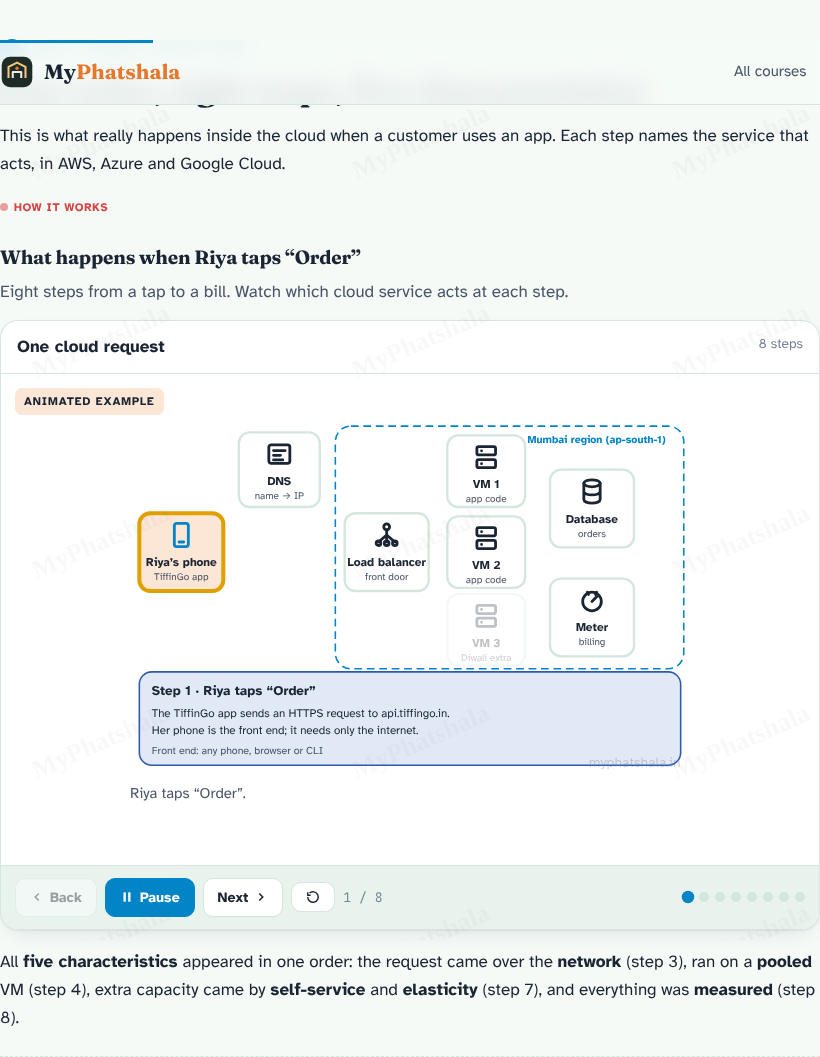 MyPhatshala
All courses
This is what really happens inside the cloud when a customer uses an app. Each step names the service that
acts, in AWS, Azure and Google Cloud.
HOW IT WORKS
What happens when Riya taps “Order”
Eight steps from a tap to a bill. Watch which cloud service acts at each step.
One cloud request
8 steps
ANIMATED EXAMPLE
Mumbai region (ap-south-1)
DNS
name → IP
VM 1
app code
Database
orders
Riya's phone
TiffinGo app
Load balancer
front door
VM 2
app code
Meter
billing
VM 3
Diwali extra
Step 1 · Riya taps “Order”
The TiffinGo app sends an HTTPS request to api.tiffingo.in.
Her phone is the front end; it needs only the internet.
Front end: any phone, browser or CLI
myphatshala.in
Riya taps “Order”.
Back
Pause
Next
1 / 8
All five characteristics appeared in one order: the request came over the network (step 3), ran on a pooled
VM (step 4), extra capacity came by self-service and elasticity (step 7), and everything was measured (step
8).